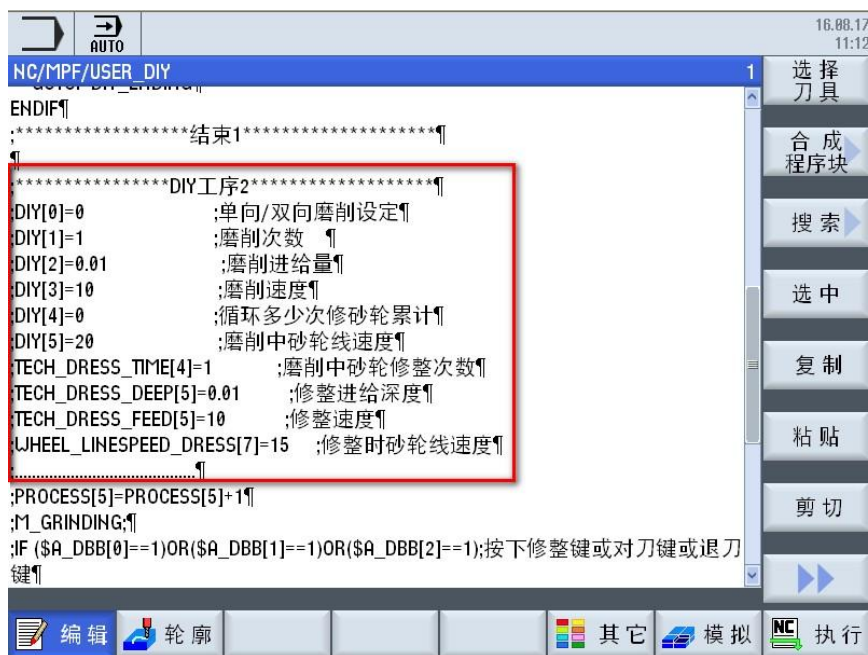 AUTO
16.08.17
11:12
NC/MPF/USER_DIY 1
ENDIF¶
;******************结束1********************¶
¶
;****************DIY工序2*******************¶
;DIY[0]=0 ;单向/双向磨削设定¶
;DIY[1]=1 ;磨削次数 ¶
;DIY[2]=0.01 ;磨削进给量¶
;DIY[3]=10 ;磨削速度¶
;DIY[4]=0 ;循环多少次修砂轮累计¶
;DIY[5]=20 ;磨削中砂轮线速度¶
;TECH_DRESS_TIME[4]=1 ;磨削中砂轮修整次数¶
;TECH_DRESS_DEEP[5]=0.01 ;修整进给深度¶
;TECH_DRESS_FEED[5]=10 ;修整速度¶
;WHEEL_LINESPEED_DRESS[7]=15 ;修整时砂轮线速度¶
;..........................................¶
;PROCESS[5]=PROCESS[5]+1¶
;M_GRINDING;¶
;IF ($A_DBB[0]==1)OR($A_DBB[1]==1)OR($A_DBB[2]==1);按下修整键或对刀键或退刀
键¶
选择
刀具
合成
程序块
搜索
选中
复制
粘贴
剪切
编辑
轮廓
其它
模拟
NC
执行